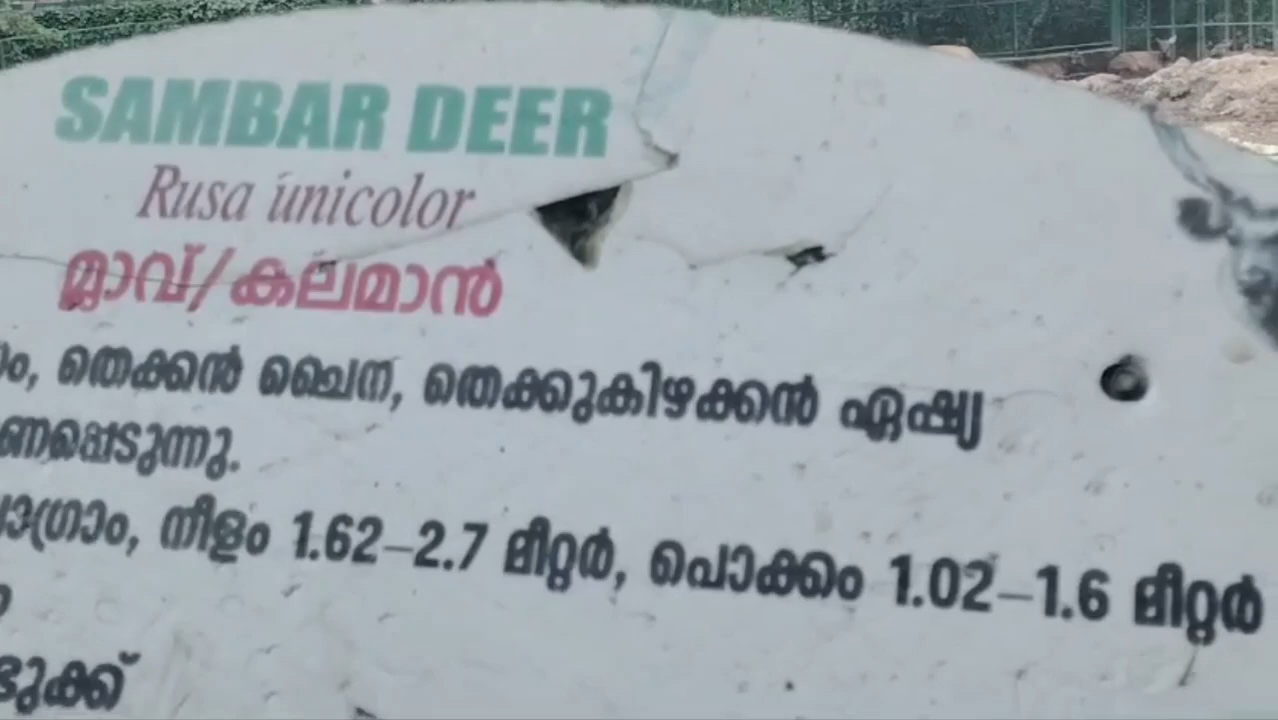 SAMBAR DEER
Rusa unicolor
മ്ലാവ്/കലമാൻ
തെക്കൻ ചൈന, തെക്കുകിഴക്കൻ ഏഷ്യ
നീളം 1.62–2.7 മീറ്റർ, പൊക്കം 1.02–1.6 മീറ്റർ